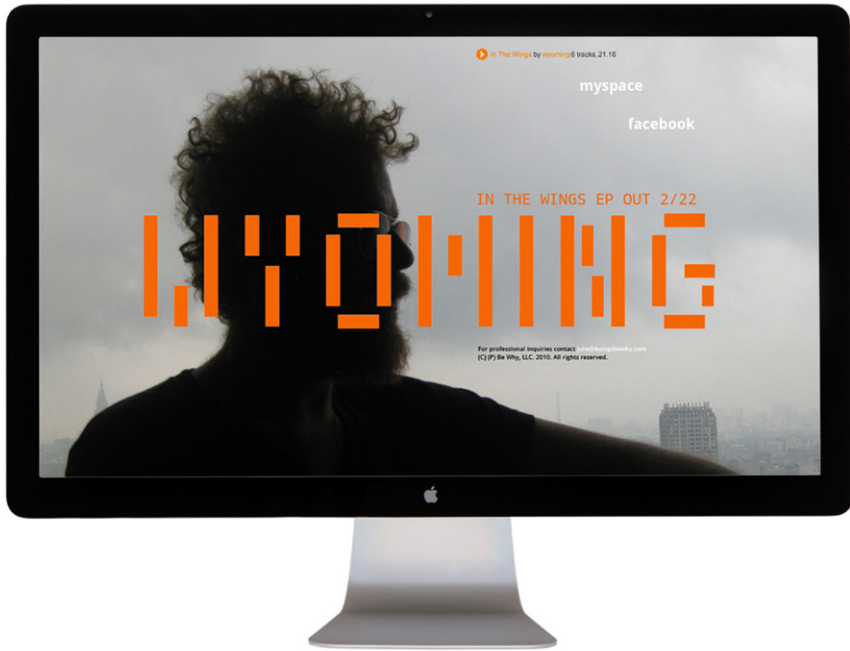 In The Wings by wyoming 6 tracks, 21.16
myspace
facebook
IN THE WINGS EP OUT 2/22
WYOMING
For professional inquiries contact
(C) (P) Be Why, LLC. 2010. All rights reserved.